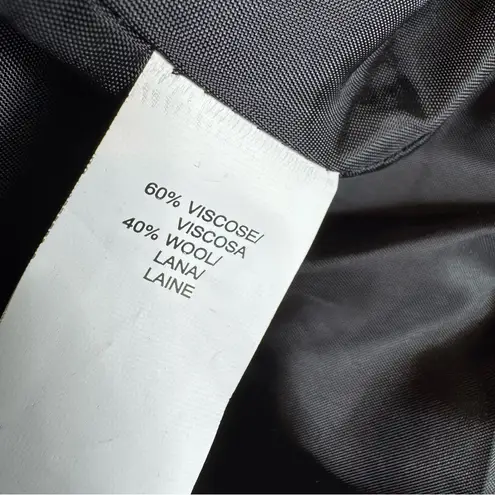 60% VISCOSE/
VISCOSA
40% WOOL/
LANA/
LAINE